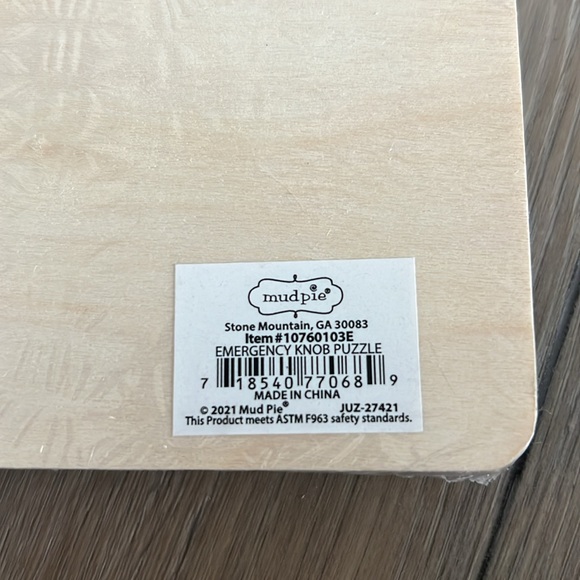 mudpie®
Stone Mountain, GA 30083
Item #10760103E
EMERGENCY KNOB PUZZLE
7 18540 77068 9
MADE IN CHINA
© 2021 Mud Pie® JUZ-27421
This Product meets ASTM F963 safety standards.